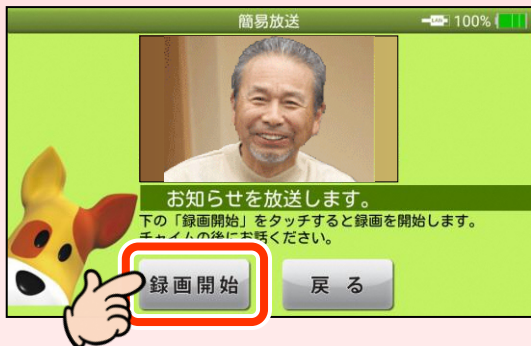 簡易放送
LAN 100%
お知らせを放送します。
下の「録画開始」をタッチすると録画を開始します。
チャイムの後にお話ください。
録画開始 戻る